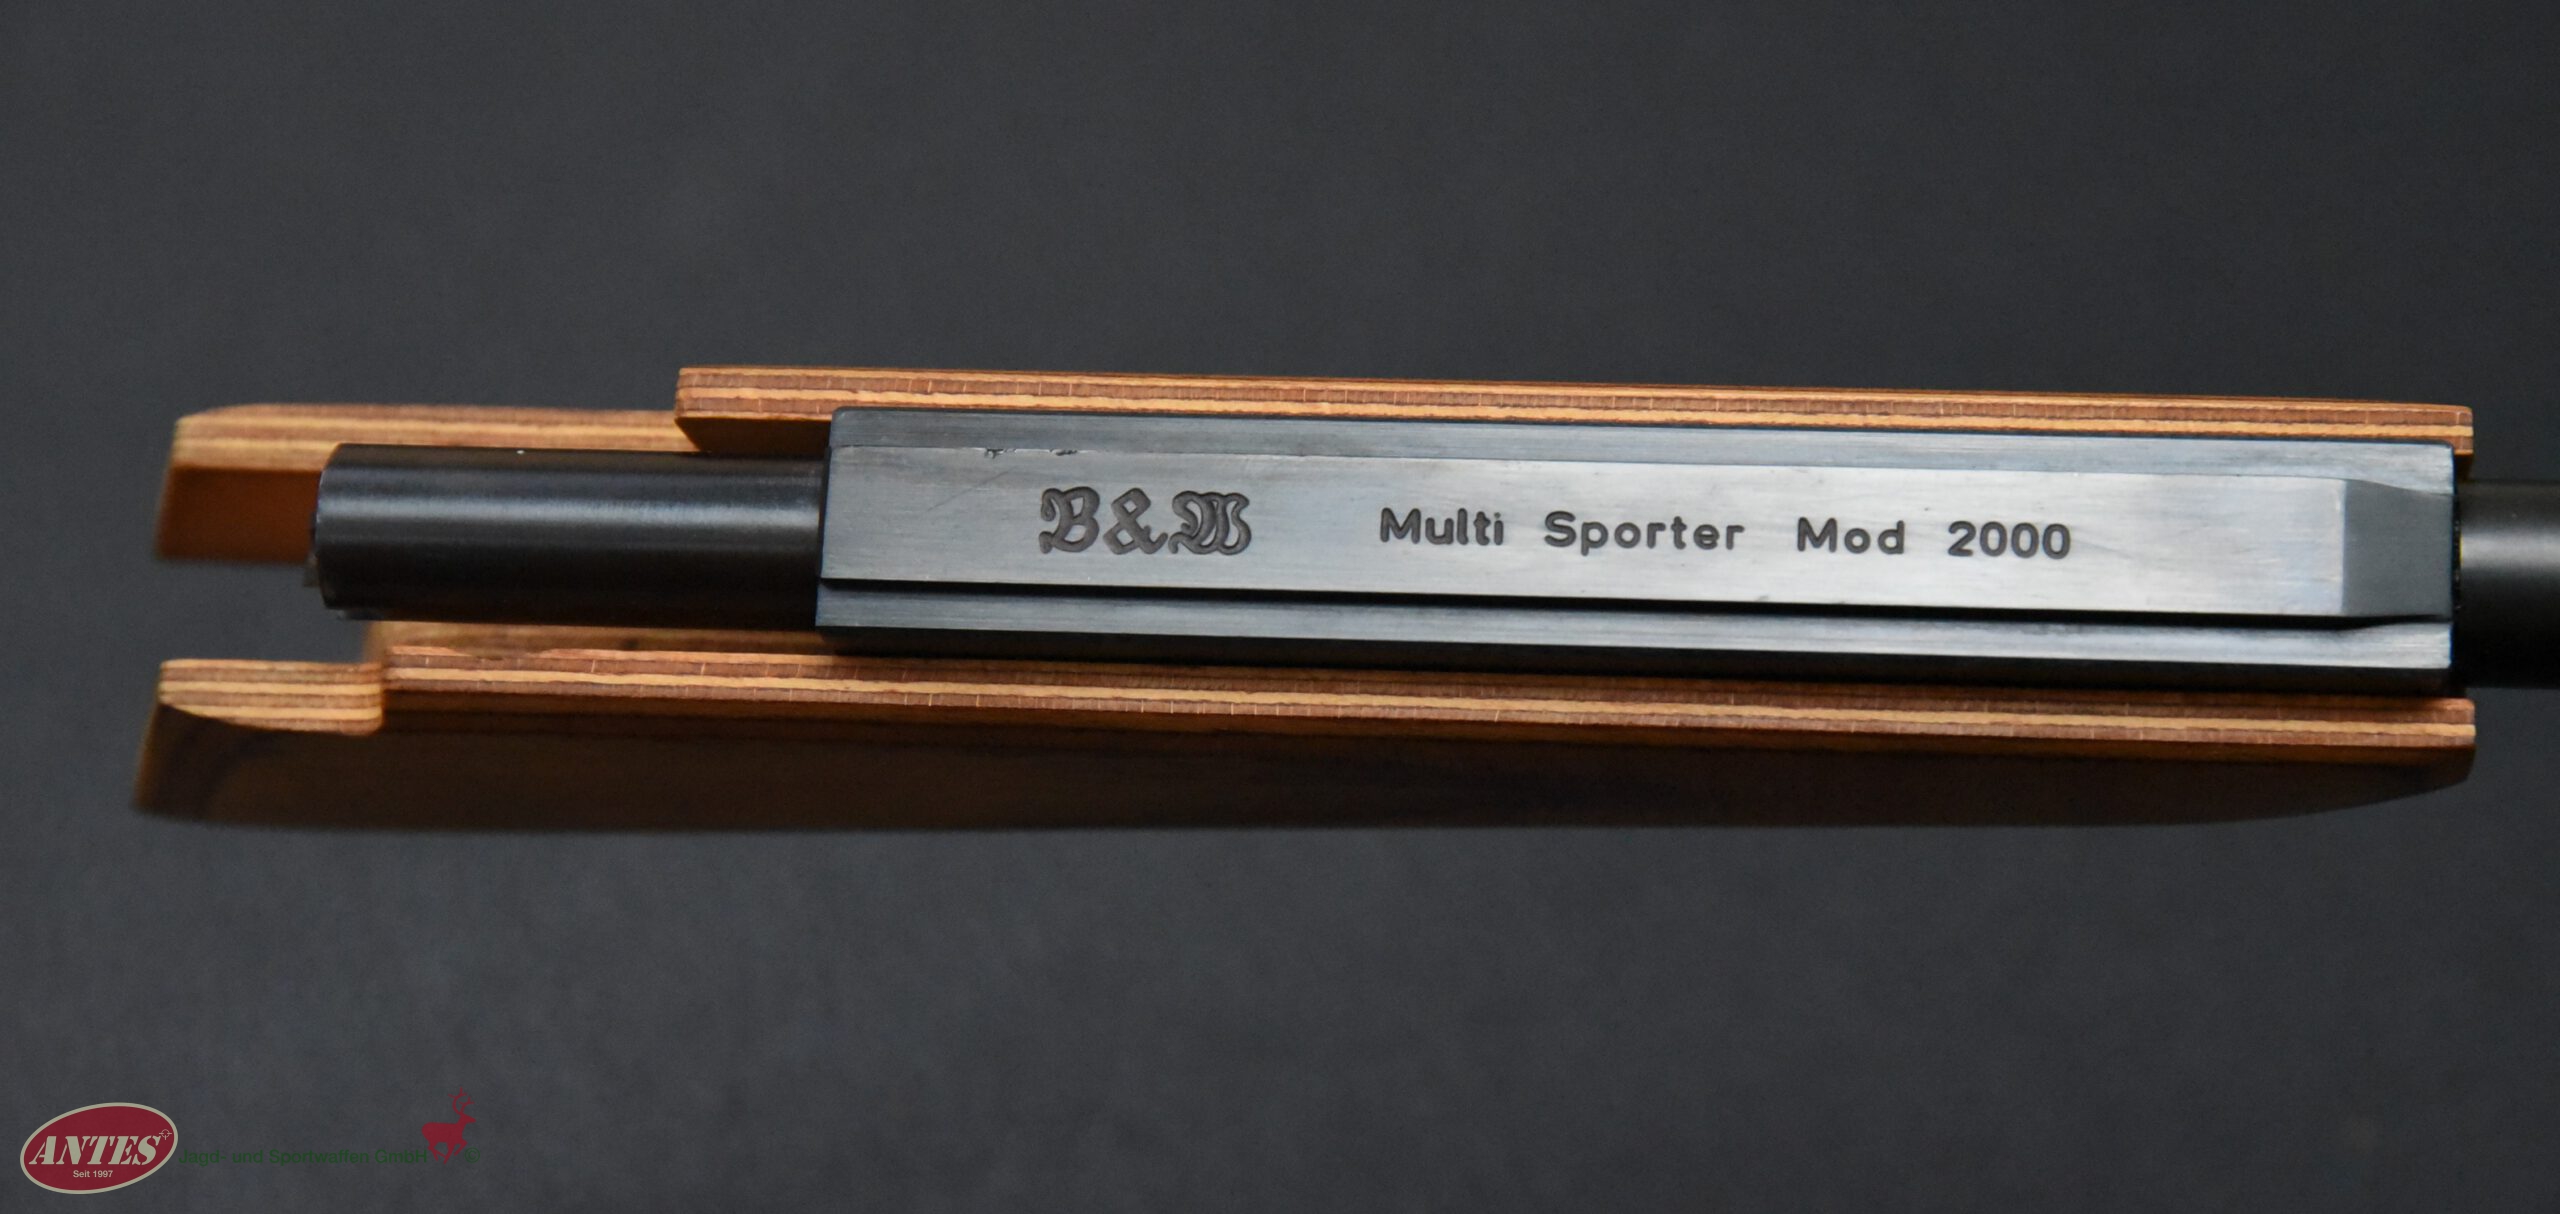 B&W Multi Sporter Mod 2000
ANTES
Seit 1997
Jagd- und Sportwaffen GmbH